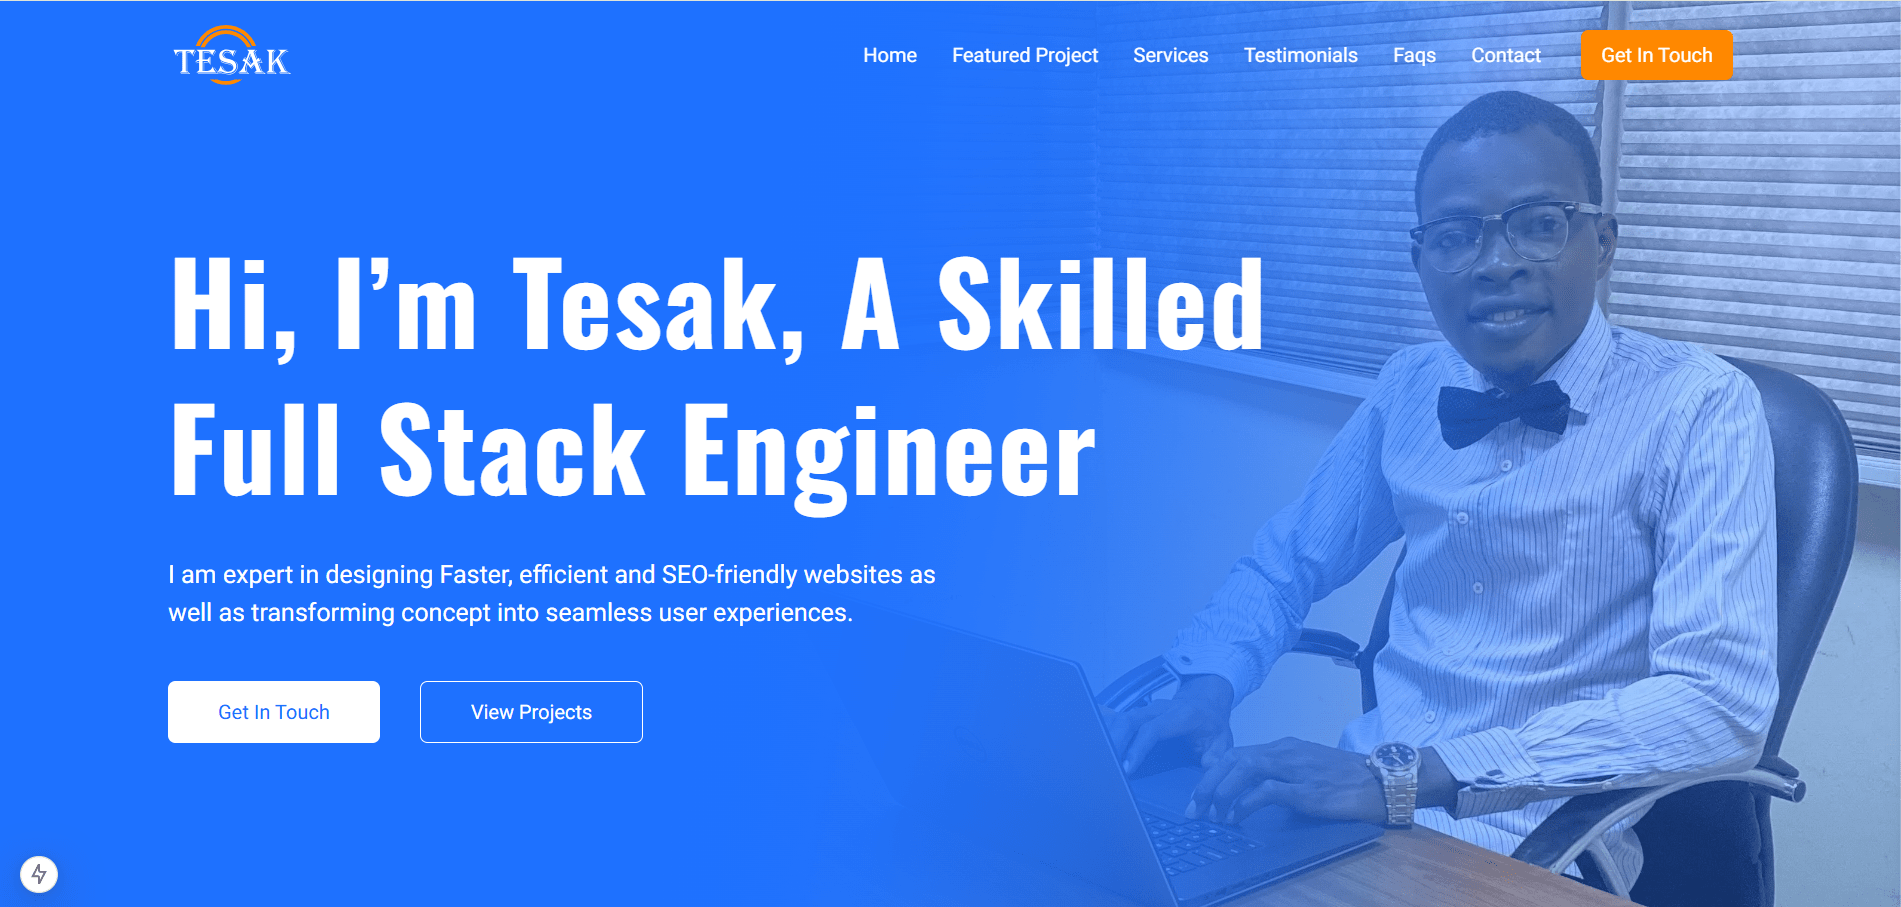 TESAK
Home Featured Project Services Testimonials Faqs Contact Get In Touch
Hi, I’m Tesak, A Skilled
Full Stack Engineer
I am expert in designing Faster, efficient and SEO-friendly websites as
well as transforming concept into seamless user experiences.
Get In Touch View Projects